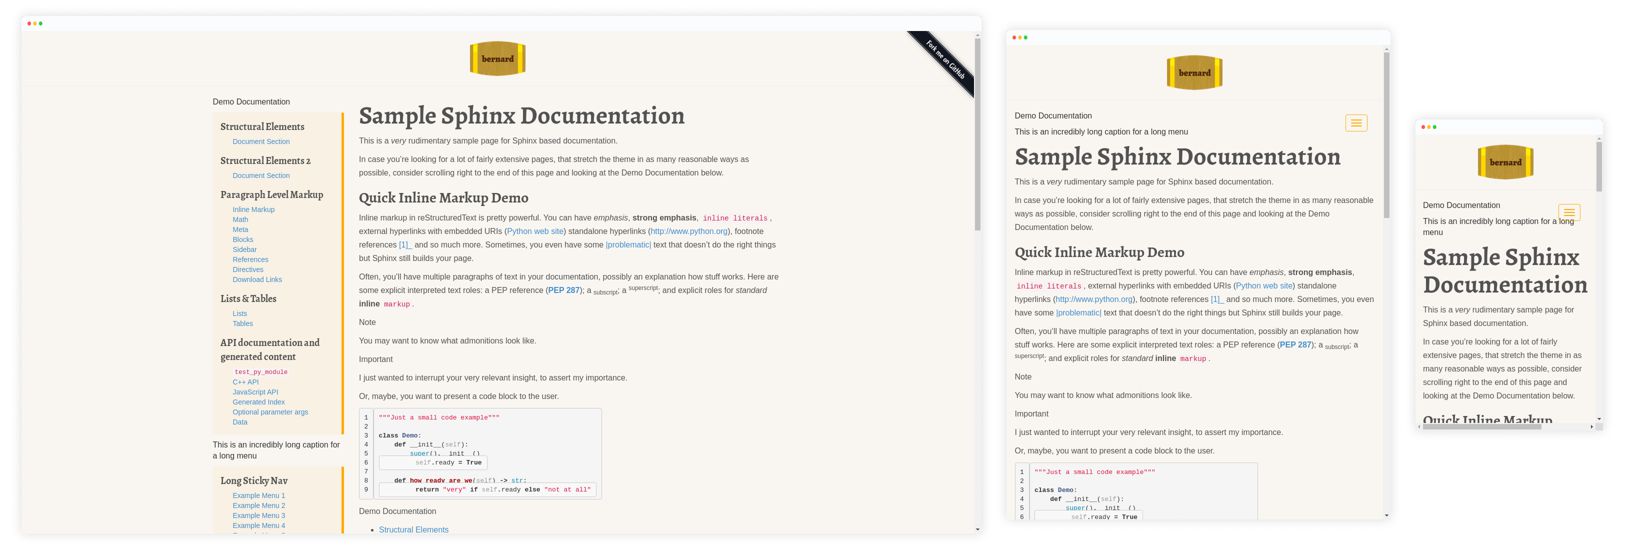 bernard
Fork me on GitHub
Demo Documentation
Structural Elements
Document Section
Structural Elements 2
Document Section
Paragraph Level Markup
Inline Markup
Math
Meta
Blocks
Sidebar
References
Directives
Download Links
Lists & Tables
Lists
Tables
API documentation and
generated content
test_py_module
C++ API
JavaScript API
Generated Index
Optional parameter args
Data
This is an incredibly long caption for
a long menu
Long Sticky Nav
Example Menu 1
Example Menu 2
Example Menu 3
Example Menu 4
Sample Sphinx Documentation
This is a very rudimentary sample page for Sphinx based documentation.
In case you’re looking for a lot of fairly extensive pages, that stretch the theme in as many reasonable ways as
possible, consider scrolling right to the end of this page and looking at the Demo Documentation below.
Quick Inline Markup Demo
Inline markup in reStructuredText is pretty powerful. You can have emphasis, strong emphasis, inline literals,
external hyperlinks with embedded URIs (Python web site) standalone hyperlinks (http://www.python.org), footnote
references [1]_ and so much more. Sometimes, you even have some |problematic| text that doesn’t do the right things
but Sphinx still builds your page.
Often, you’ll have multiple paragraphs of text in your documentation, possibly an explanation how stuff works. Here are
some explicit interpreted text roles: a PEP reference (PEP 287); a subscript; a superscript; and explicit roles for standard
inline markup.
Note
You may want to know what admonitions look like.
Important
I just wanted to interrupt your very relevant insight, to assert my importance.
Or, maybe, you want to present a code block to the user.
1 """Just a small code example"""
2
3 class Demo:
4 def __init__(self):
5 super().__init__()
6 self.ready = True
7
8 def how_ready_are_we(self) -> str:
9 return "very" if self.ready else "not at all"
Demo Documentation
• Structural Elements
bernard
Demo Documentation
This is an incredibly long caption for a long menu
Sample Sphinx Documentation
This is a very rudimentary sample page for Sphinx based documentation.
In case you’re looking for a lot of fairly extensive pages, that stretch the theme in as many reasonable
ways as possible, consider scrolling right to the end of this page and looking at the Demo
Documentation below.
Quick Inline Markup Demo
Inline markup in reStructuredText is pretty powerful. You can have emphasis, strong emphasis,
inline literals, external hyperlinks with embedded URIs (Python web site) standalone
hyperlinks (http://www.python.org), footnote references [1]_ and so much more. Sometimes, you even
have some |problematic| text that doesn’t do the right things but Sphinx still builds your page.
Often, you’ll have multiple paragraphs of text in your documentation, possibly an explanation how
stuff works. Here are some explicit interpreted text roles: a PEP reference (PEP 287); a subscript; a
superscript; and explicit roles for standard inline markup.
Note
You may want to know what admonitions look like.
Important
I just wanted to interrupt your very relevant insight, to assert my importance.
Or, maybe, you want to present a code block to the user.
1 """Just a small code example"""
2
3 class Demo:
4 def __init__(self):
5 super().__init__()
6 self.ready = True
bernard
Demo Documentation
This is an incredibly long caption for a long
menu
Sample Sphinx
Documentation
This is a very rudimentary sample page for
Sphinx based documentation.
In case you’re looking for a lot of fairly
extensive pages, that stretch the theme in as
many reasonable ways as possible, consider
scrolling right to the end of this page and
looking at the Demo Documentation below.
Quick Inline Markup